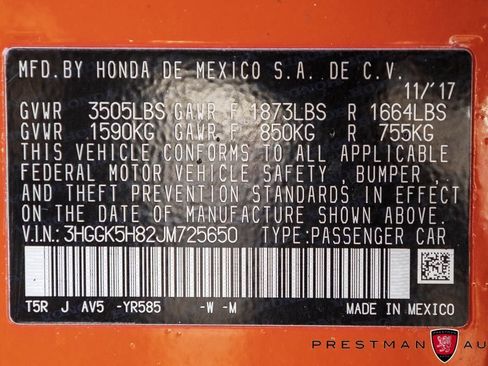 MFD. BY HONDA DE MEXICO S.A. DE C.V.
11/'17
GVWR 3505LBS GAWR F 1873LBS R 1664LBS
GVWR 1590KG GAWR F 850KG R 755KG
THIS VEHICLE CONFORMS TO ALL APPLICABLE
FEDERAL MOTOR VEHICLE SAFETY, BUMPER,
AND THEFT PREVENTION STANDARDS IN EFFECT
ON THE DATE OF MANUFACTURE SHOWN ABOVE.
V.I.N.: 3HGGK5H82JM725650 TYPE: PASSENGER CAR
T5R J AV5 -YR585 -W -M MADE IN MEXICO
PRESTMAN AU